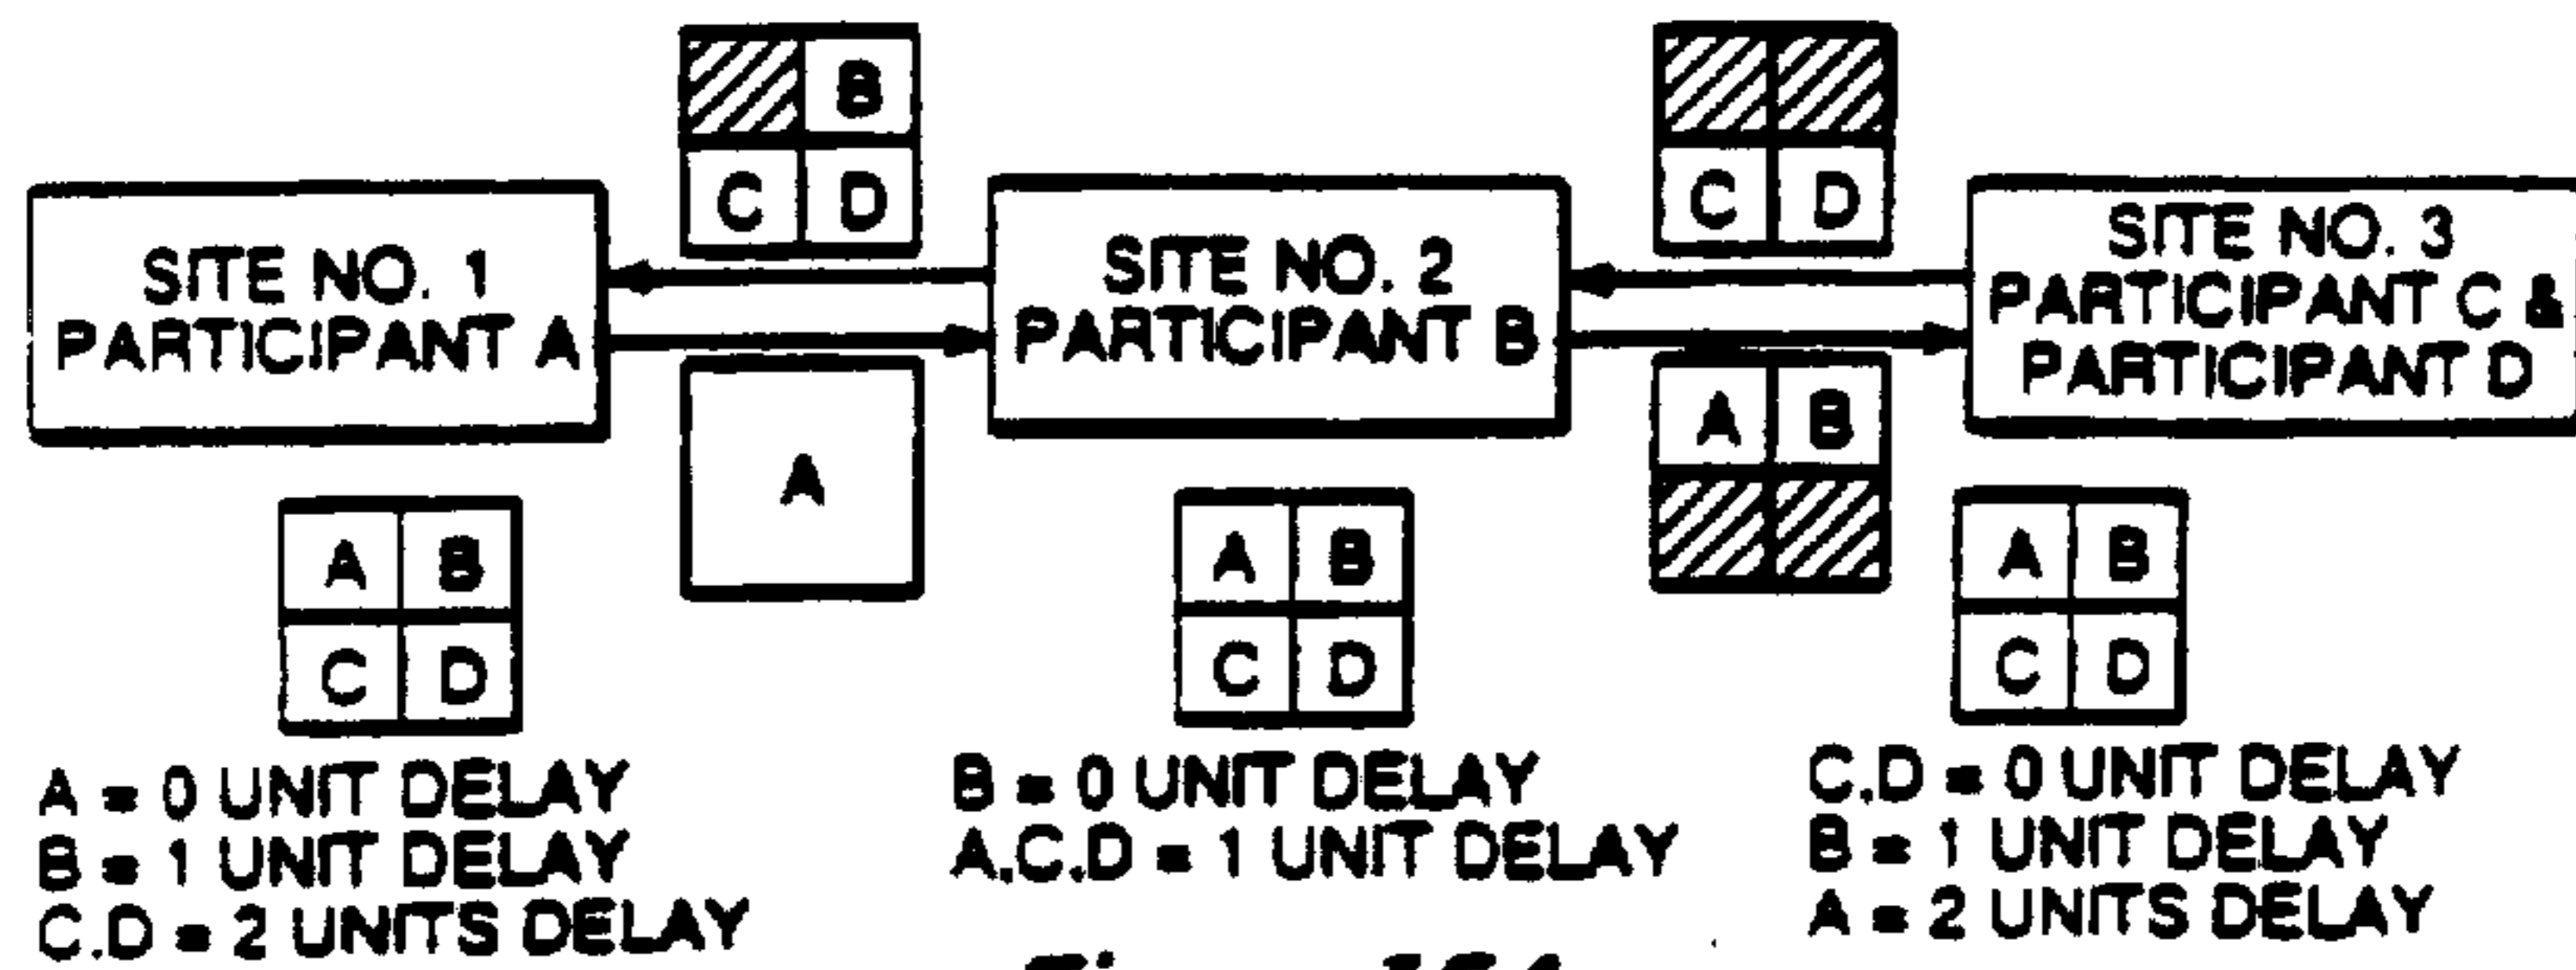 B
C D
C D
SITE NO. 1
PARTICIPANT A
SITE NO. 2
PARTICIPANT B
SITE NO. 3
PARTICIPANT C &
PARTICIPANT D
A
A B
A B
C D
A B
C D
A B
C D
A = 0 UNIT DELAY
B = 1 UNIT DELAY
C.D = 2 UNITS DELAY
B = 0 UNIT DELAY
A.C.D = 1 UNIT DELAY
C.D = 0 UNIT DELAY
B = 1 UNIT DELAY
A = 2 UNITS DELAY